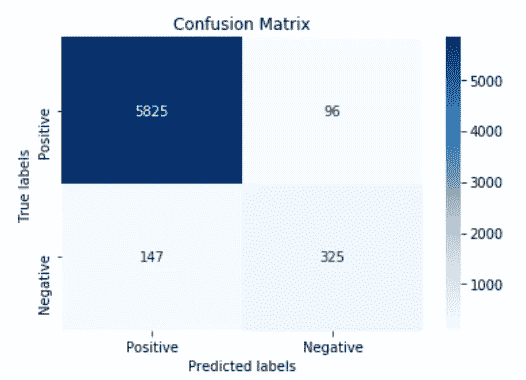 Confusion Matrix
5825
96
147
325
Positive
Negative
True labels
Positive
Negative
Predicted labels
5000
4000
3000
2000
1000